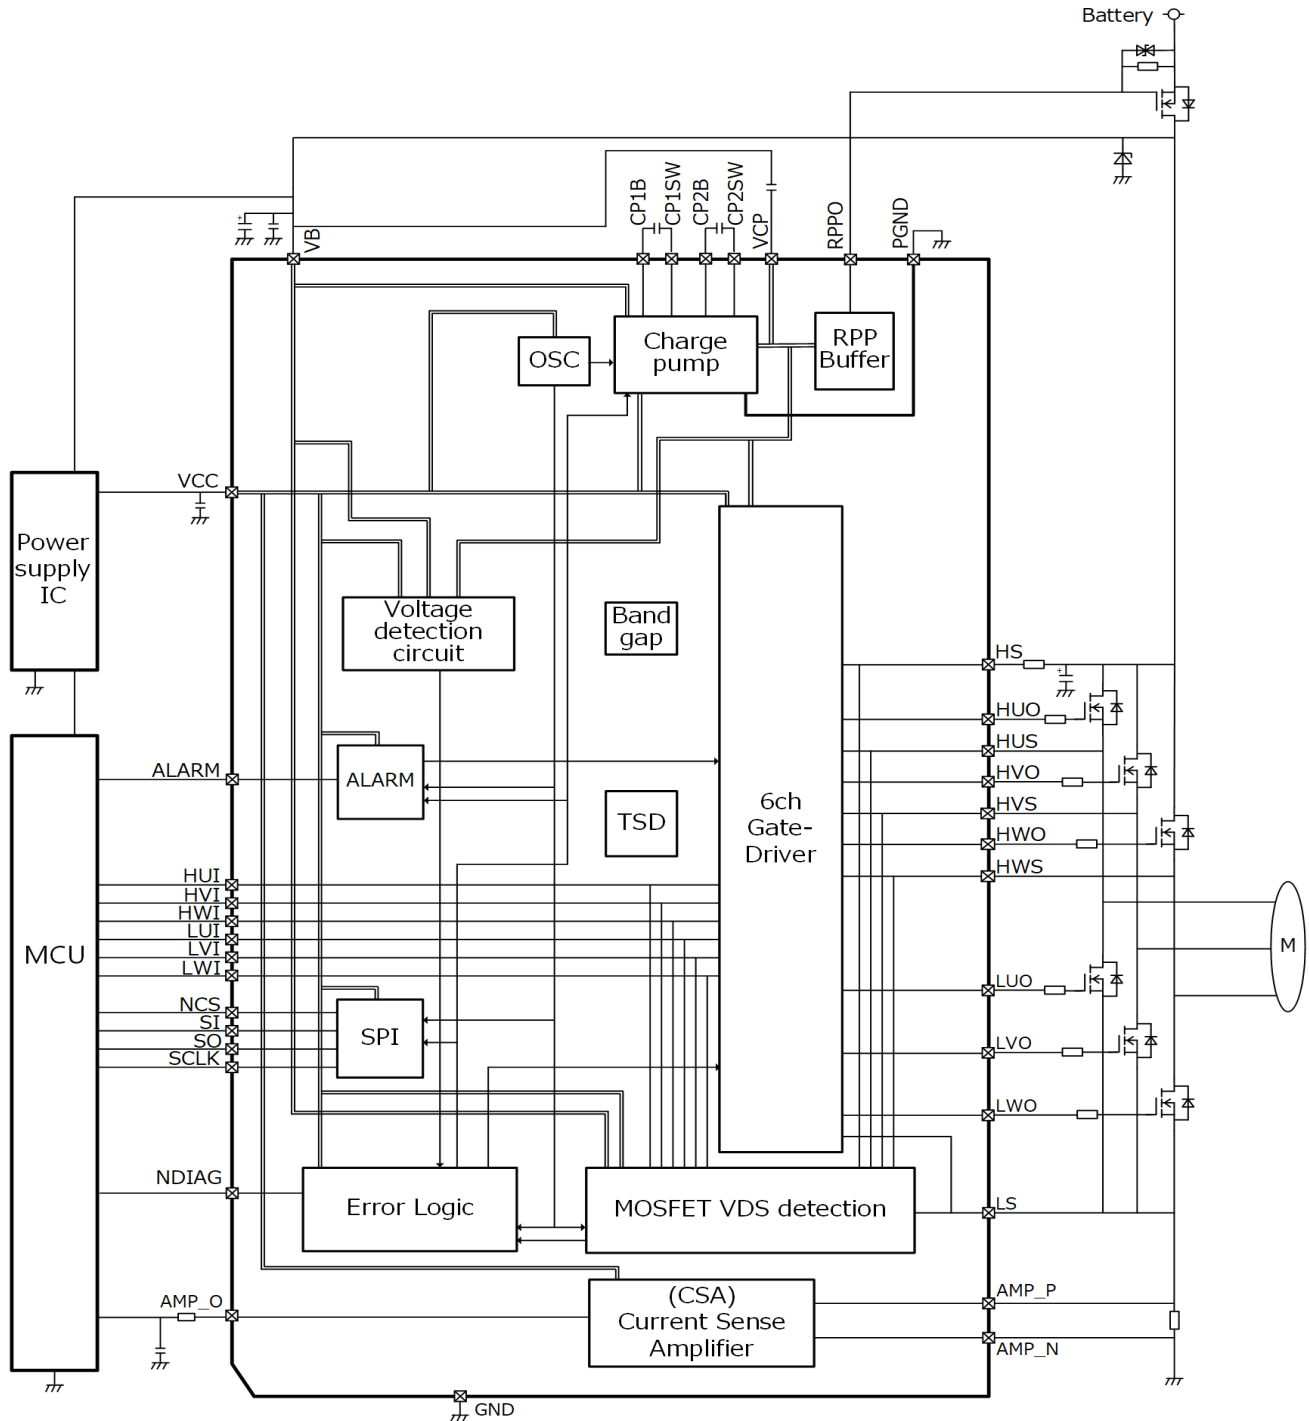 Battery
CP1B
CP1SW
CP2B
CP2SW
VCP
RPPO
PGND
+
VB
OSC
Charge
pump
RPP
Buffer
VCC
Power
supply
IC
Voltage
detection
circuit
Band
gap
HS
+
HUO
HUS
HVO
HVS
HWO
HWS
ALARM
ALARM
TSD
6ch
Gate-
Driver
HUI
HVI
HWI
LUI
LVI
LWI
MCU
M
NCS
SI
SO
SCLK
SPI
LUO
LVO
LWO
NDIAG
Error Logic
MOSFET VDS detection
LS
AMP_O
(CSA)
Current Sense
Amplifier
AMP_P
AMP_N
GND